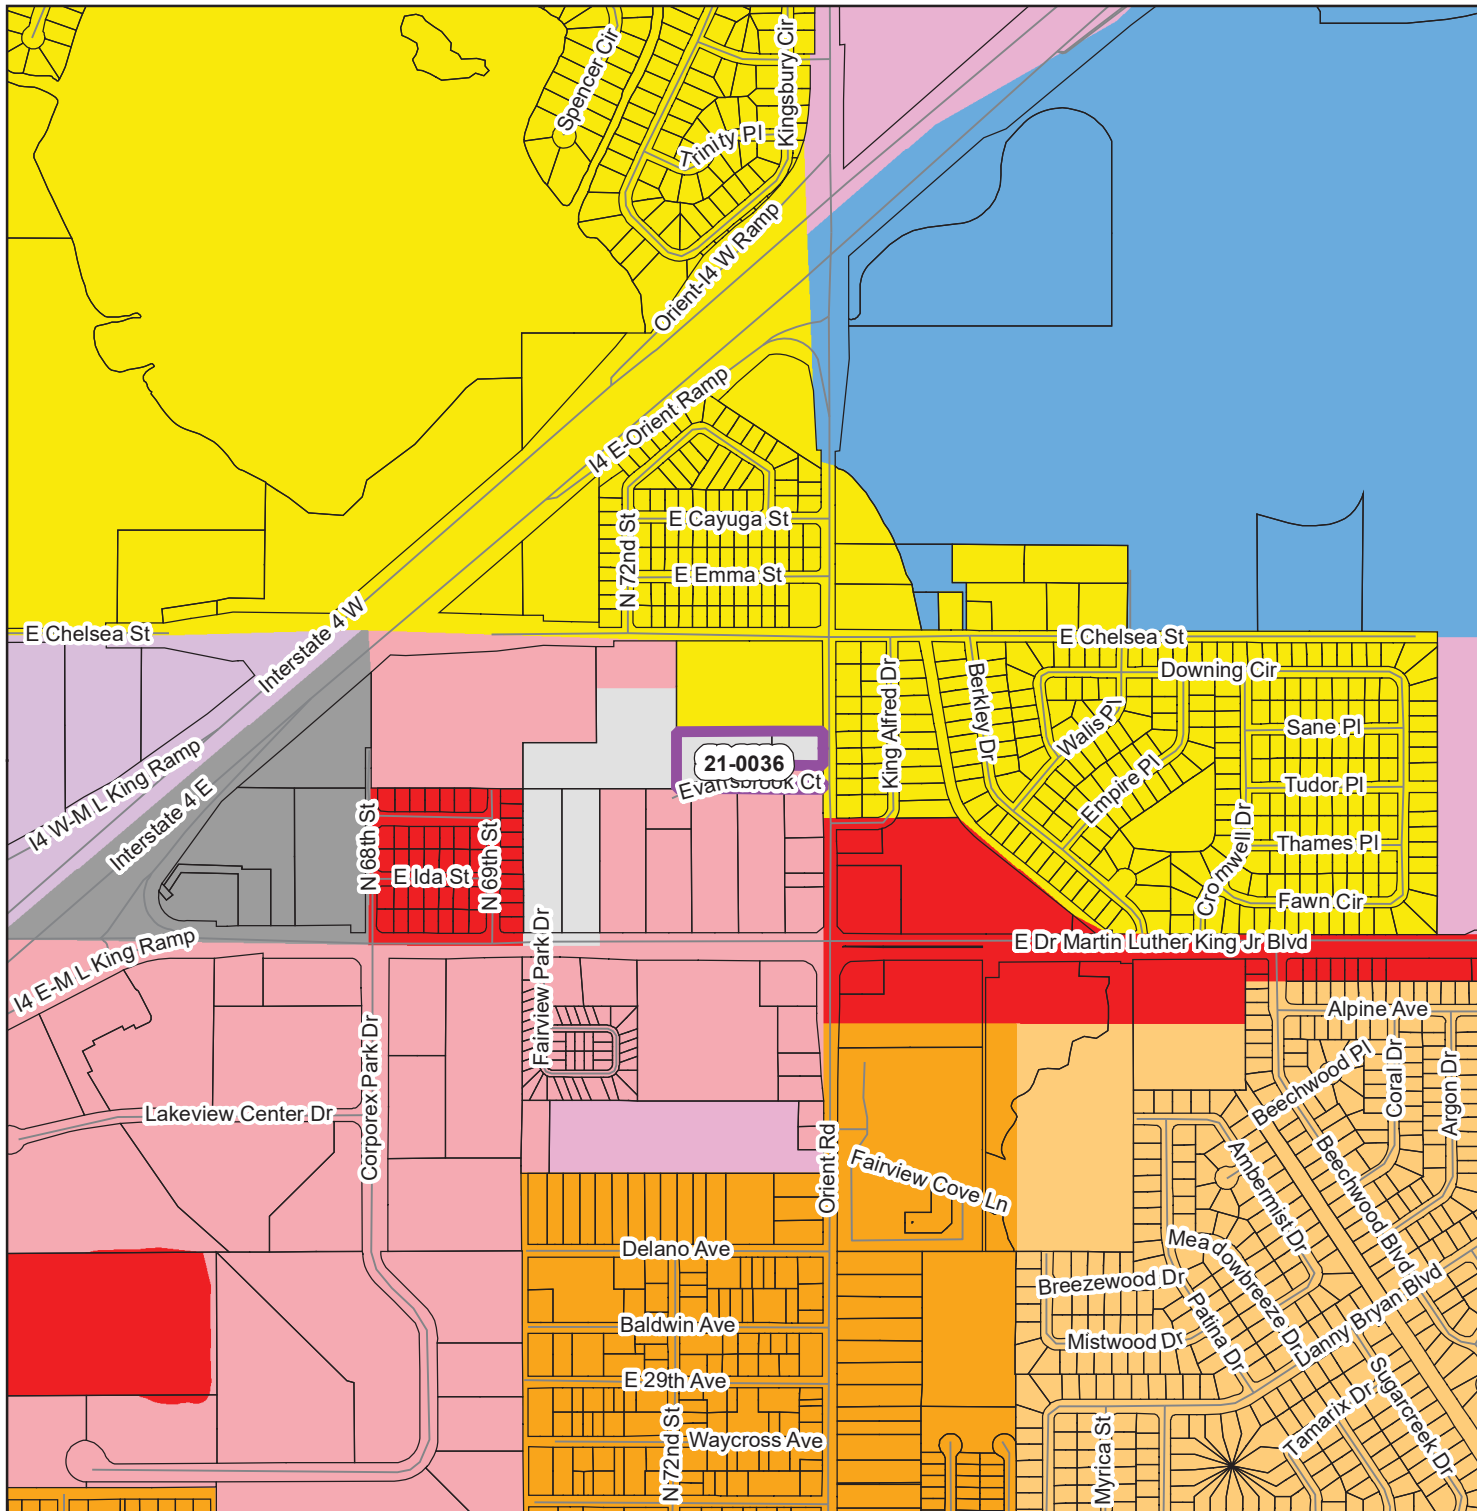 Spencer Cir
Kingsbury Cir
Trinity Pl
Orient-I4 W Ramp
I4 E-Orient Ramp
E Cayuga St
N 72nd St
E Emma St
E Chelsea St
Interstate 4 W
E Chelsea St
Downing Cir
King Alfred Dr
Berkley Dr
Walis Pl
Sane Pl
I4 W-M L King Ramp
Interstate 4 E
21-0036
Evansbrook Ct
Empire Pl
Tudor Pl
Cromwell Dr
Thames Pl
N 68th St
E Ida St
N 69th St
Fawn Cir
Fairview Park Dr
E Dr Martin Luther King Jr Blvd
I4 E-M L King Ramp
Alpine Ave
Beechwood Pl
Coral Dr
Argon Dr
Corporex Park Dr
Lakeview Center Dr
Orient Rd
Fairview Cove Ln
Ambermist Dr
Beechwood Blvd
Delano Ave
Meadowbreeze Dr
Breezewood Dr
Patina Dr
Danny Bryan Blvd
Baldwin Ave
Mistwood Dr
E 29th Ave
Sugarcreek Dr
Tamarix Dr
N 72nd St
Waycross Ave
Myrica St